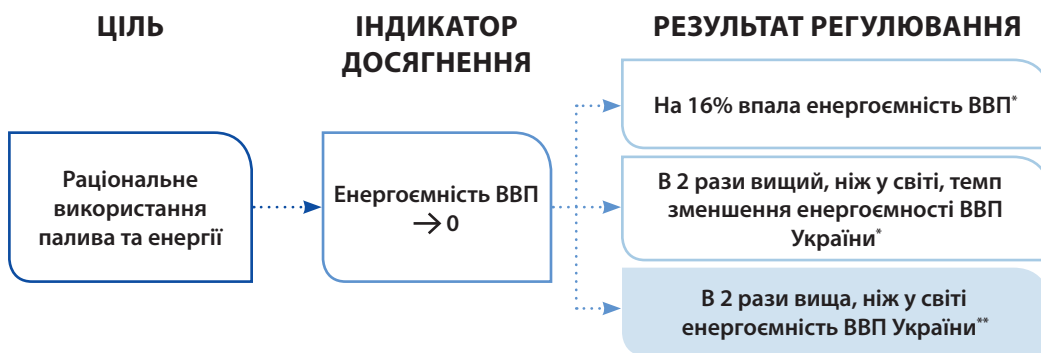 ЦІЛЬ
ІНДИКАТОР
ДОСЯГНЕННЯ
РЕЗУЛЬТАТ РЕГУЛЮВАННЯ
Раціональне
використання
палива та енергії
Енергоємність ВВП
→ 0
На 16% впала енергоємність ВВП*
В 2 рази вищий, ніж у світі, темп
зменшення енергоємності ВВП
України*
В 2 рази вища, ніж у світі
енергоємність ВВП України**